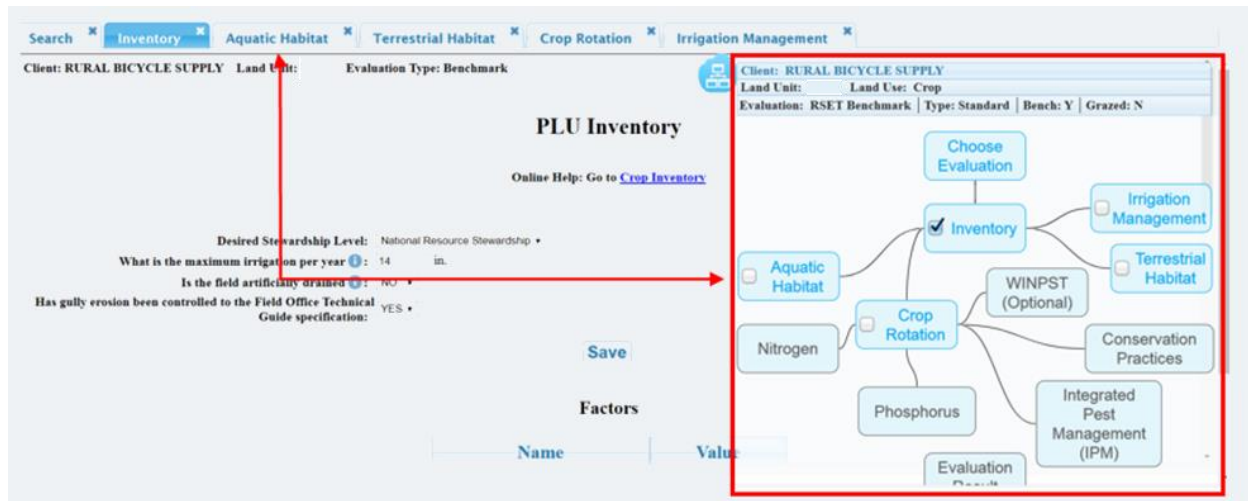 Search Inventory Aquatic Habitat Terrestrial Habitat Crop Rotation Irrigation Management
Client: RURAL BICYCLE SUPPLY Land Unit: Evaluation Type: Benchmark
PLU Inventory
Online Help: Go to Crop Inventory
Desired Stewardship Level: National Resource Stewardship
What is the maximum irrigation per year : 14 in.
Is the field artificially drained : NO
Has gully erosion been controlled to the Field Office Technical
Guide specification: YES
Save
Factors
Name Value
Client: RURAL BICYCLE SUPPLY
Land Unit: Land Use: Crop
Evaluation: RSET Benchmark Type: Standard Bench: Y Grazed: N
Choose
Evaluation
Inventory
Irrigation
Management
Aquatic
Habitat
Terrestrial
Habitat
WINPST
(Optional)
Crop
Rotation
Nitrogen
Conservation
Practices
Phosphorus
Integrated
Pest
Management
(IPM)
Evaluation
Result